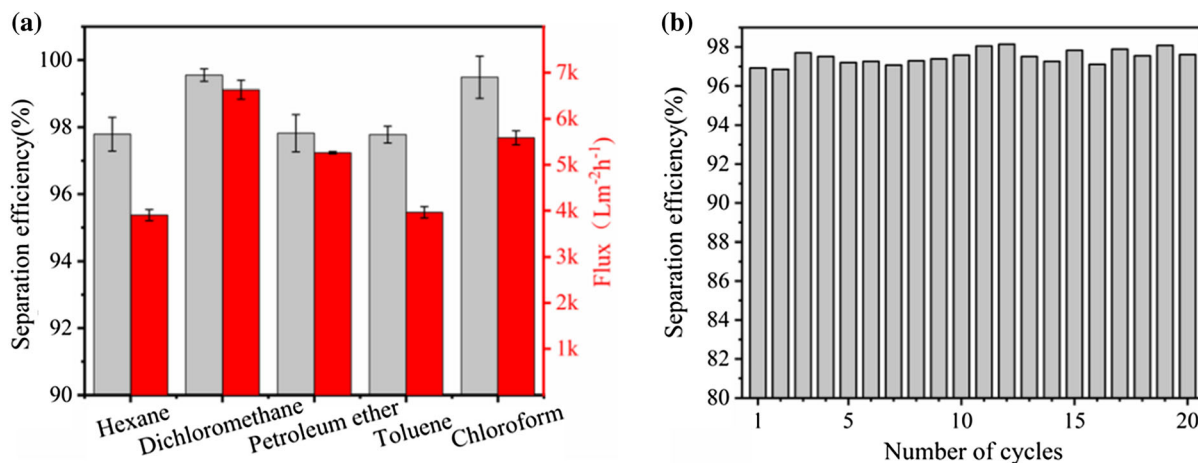 (a)
Separation efficiency(%)
100
98
96
94
92
90
7k
6k
5k
4k
3k
2k
1k
Flux (Lm-2h-1)
Hexane
Dichloromethane
Petroleum ether
Toluene
Chloroform
(b)
Separation efficiency(%)
98
96
94
92
90
88
86
84
82
80
1 5 10 15 20
Number of cycles